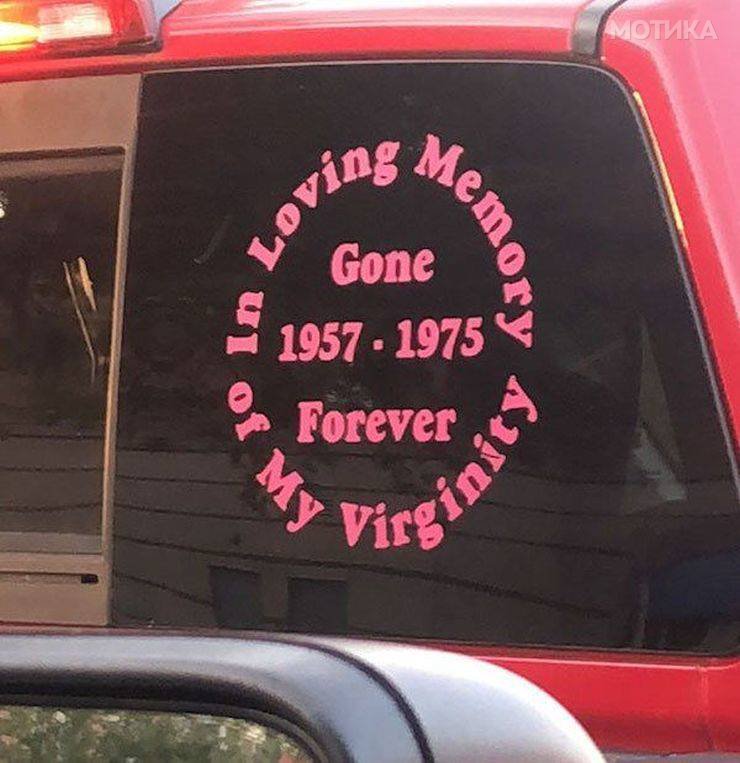 МОТИКА
In Loving Memory
Gone
1957 - 1975
Forever
of My Virginity